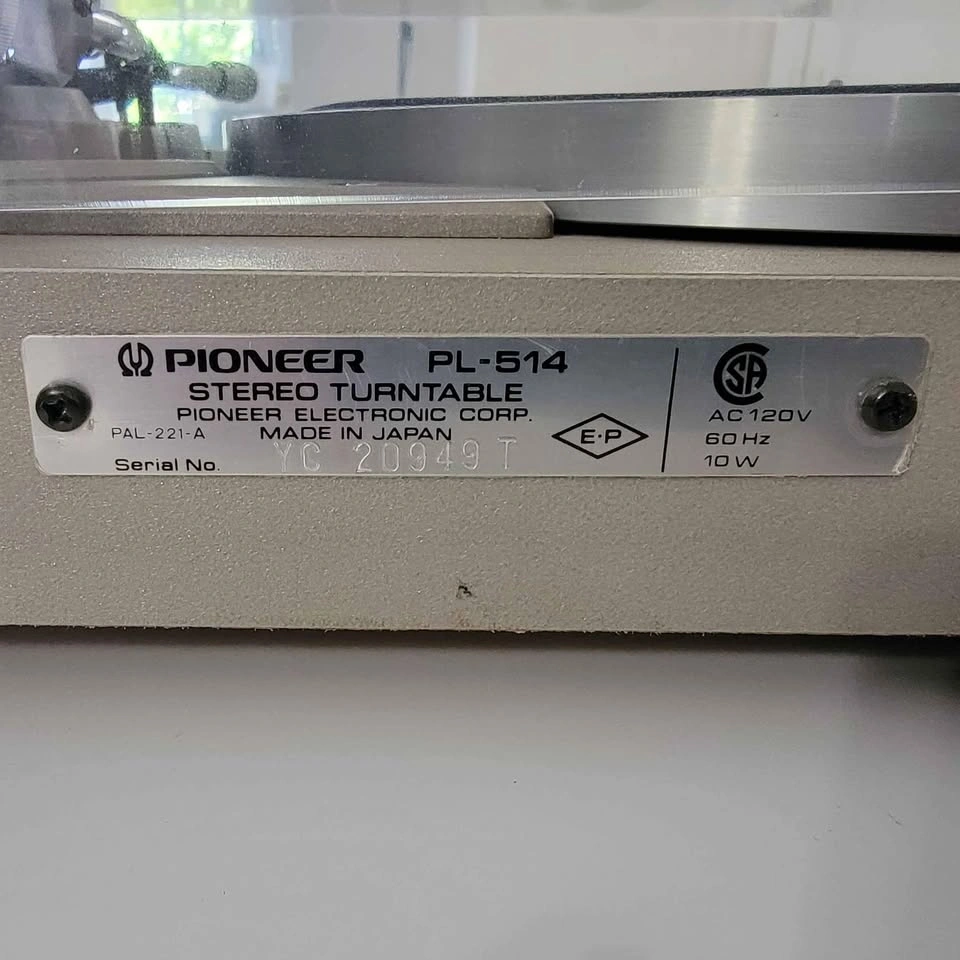 PIONEER PL-514
STEREO TURNTABLE
PIONEER ELECTRONIC CORP.
PAL-221-A MADE IN JAPAN
Serial No. YC 20949 T
E·P
CSA
AC 120V
60 Hz
10 W